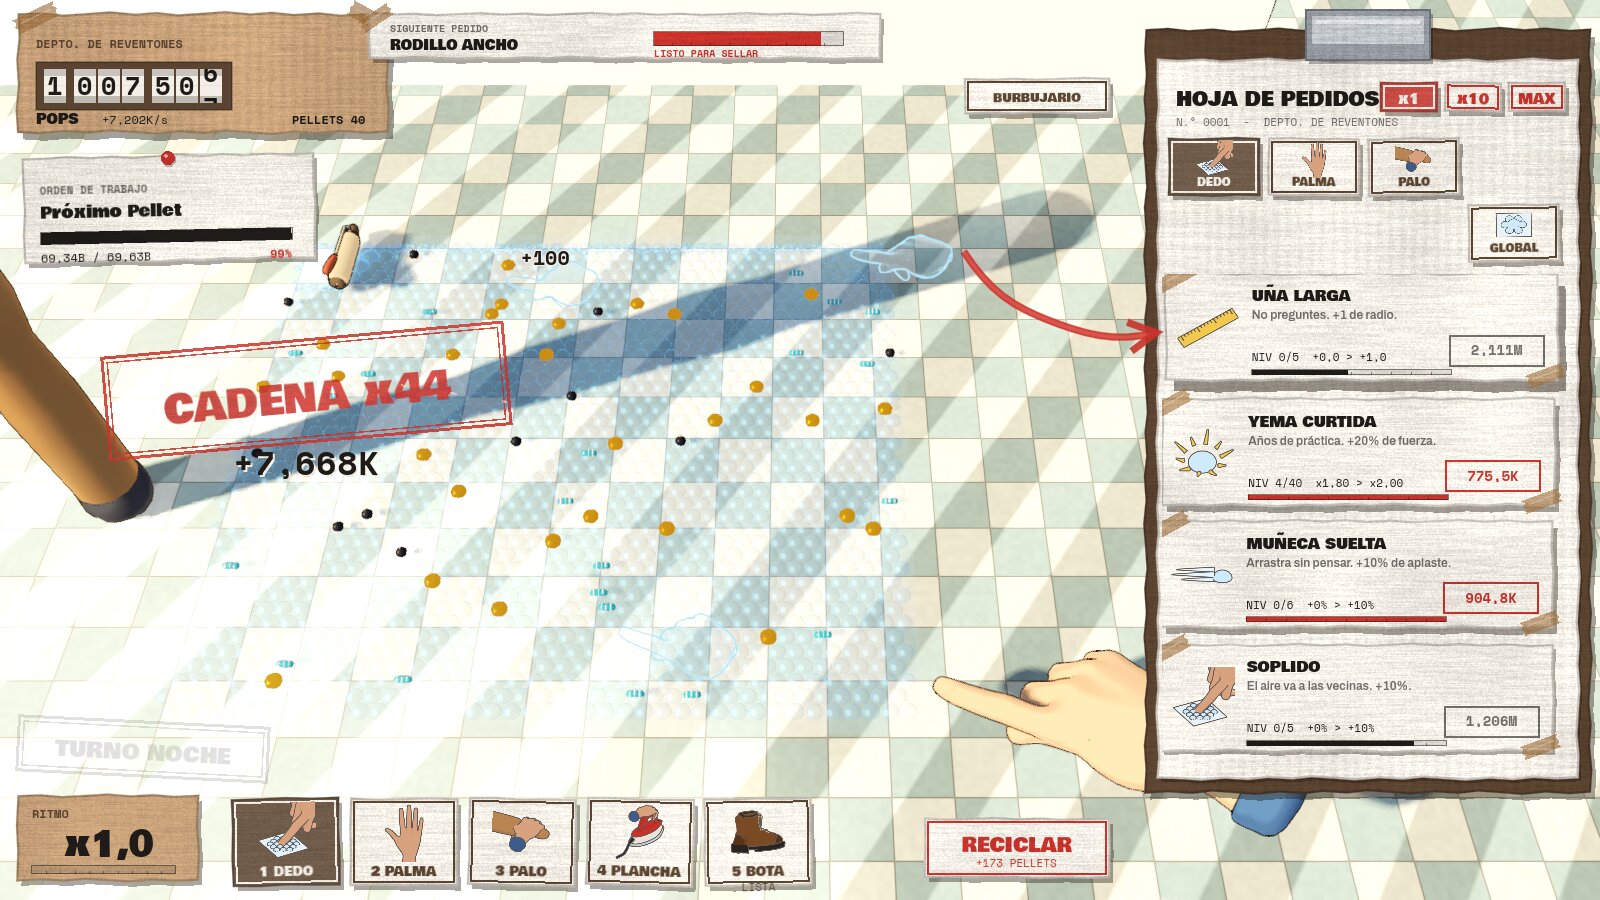 DEPTO. DE REVENTONES
1 007 50
POPS +7,202K/s PELLETS 40
SIGUIENTE PEDIDO
RODILLO ANCHO
LISTO PARA SELLAR
BURBUJARIO
ORDEN DE TRABAJO
Próximo Pellet
69,34B / 69,63B 99%
+100
CADENA x44
+7,668K
TURNO NOCHE
RITMO
x1,0
1 DEDO
2 PALMA
3 PALO
4 PLANCHA
5 BOTA
LISTA
RECICLAR
+173 PELLETS
HOJA DE PEDIDOS x1 x10 MAX
N.° 0001 - DEPTO. DE REVENTONES
DEDO PALMA PALO
GLOBAL
UÑA LARGA
No preguntes. +1 de radio.
NIV 0/5 +0,0 > +1,0 2,111M
YEMA CURTIDA
Años de práctica. +20% de fuerza.
NIV 4/40 x1,80 > x2,00 775,5K
MUÑECA SUELTA
Arrastra sin pensar. +10% de aplaste.
NIV 0/6 +0% > +10% 904,8K
SOPLIDO
El aire va a las vecinas. +10%.
NIV 0/5 +0% > +10% 1,206M